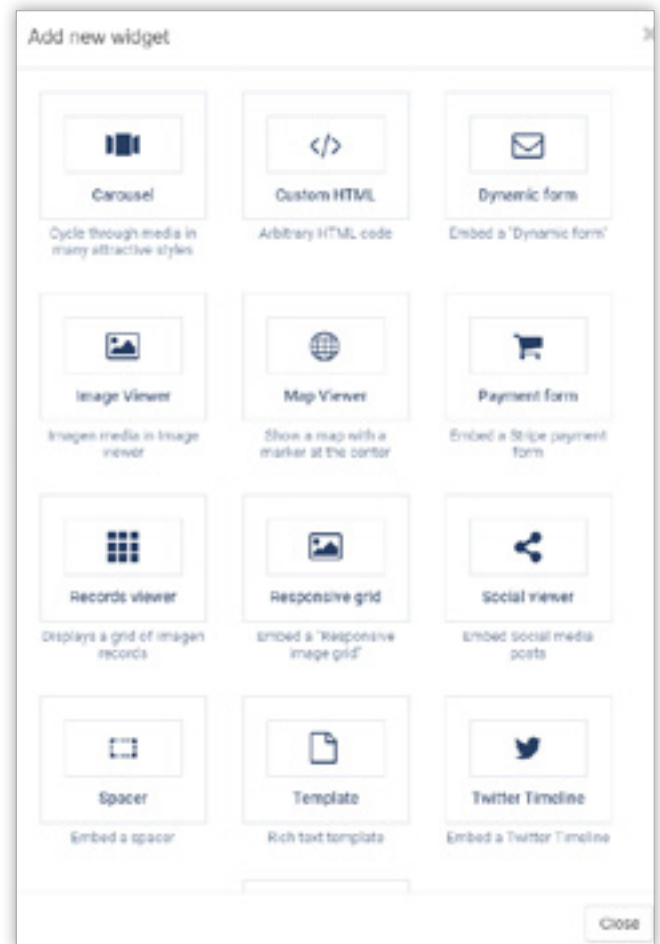 Add new widget
Carousel
Custom HTML
Dynamic form
Cycle through media in
many attractive styles
Arbitrary HTML code
Embed a "Dynamic form"
Image Viewer
Map Viewer
Payment form
Imagen media in Image
viewer
Show a map with a
marker at the center
Embed a Stripe payment
form
Records viewer
Responsive grid
Social viewer
Displays a grid of Imagen
records
Embed a "Responsive
image grid"
Embed Social media
posts
Spacer
Template
Twitter Timeline
Embed a spacer
Rich text template
Embed a Twitter Timeline
Close